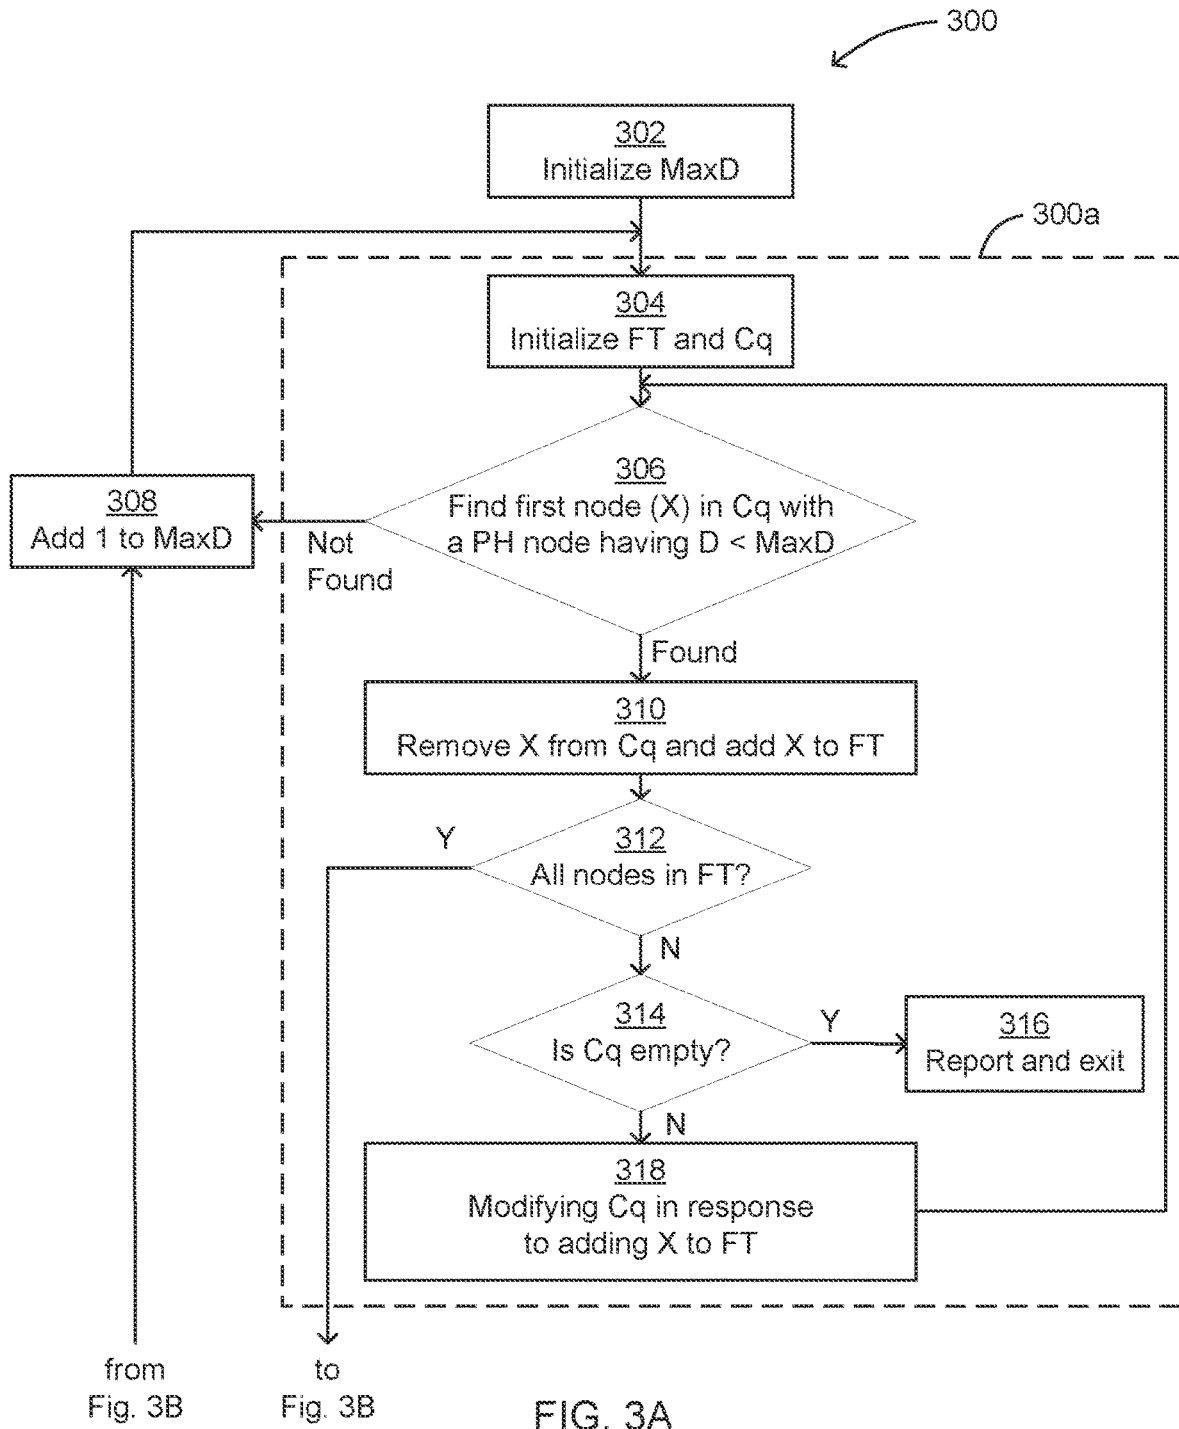 300
302
Initialize MaxD
300a
304
Initialize FT and Cq
306
Find first node (X) in Cq with
a PH node having D < MaxD
308
Add 1 to MaxD
Not
Found
Found
310
Remove X from Cq and add X to FT
Y
312
All nodes in FT?
N
314
Is Cq empty?
Y
316
Report and exit
N
318
Modifying Cq in response
to adding X to FT
from
Fig. 3B
to
Fig. 3B
FIG. 3A